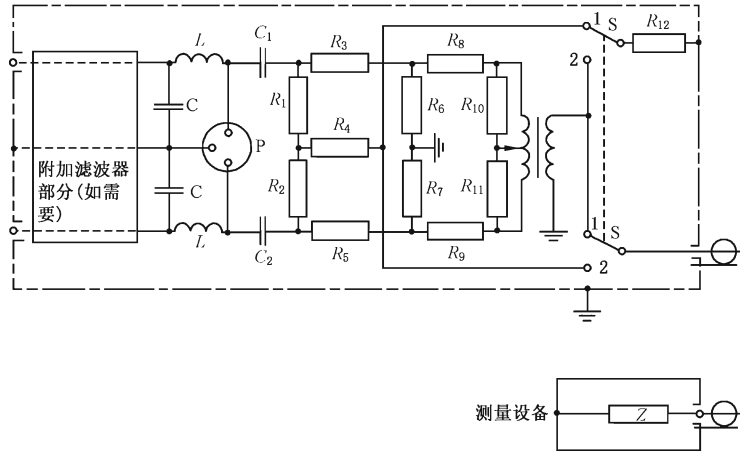 L
C₁
R₃
R₈
1
S
R₁₂
2
C
R₁
R₆
R₁₀
P
R₄
附加滤波器
部分(如需
要)
C
R₂
R₇
R₁₁
1
S
L
C₂
R₅
R₉
2
测量设备
Z